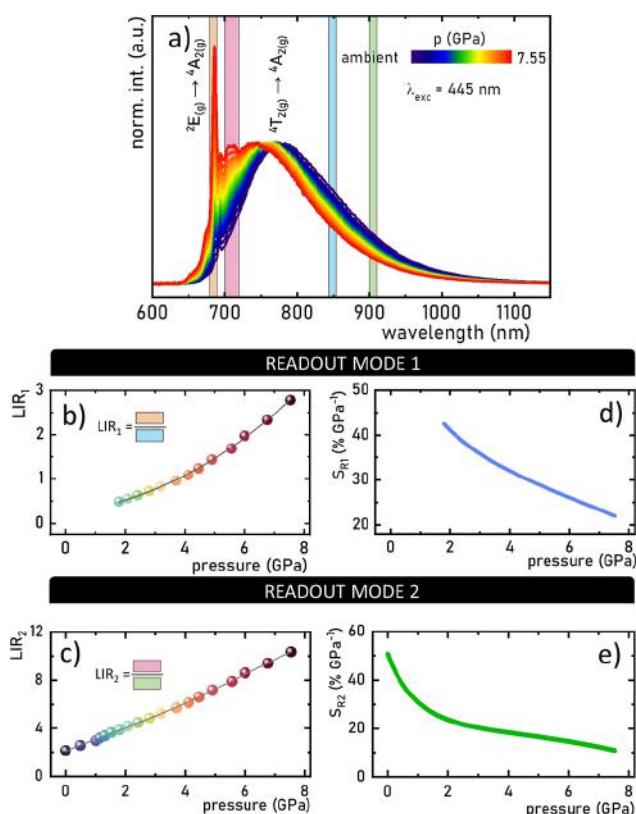 a)
p (GPa)
ambient 7.55
λexc = 445 nm
²E(g) → ⁴A2(g)
⁴T2(g) → ⁴A2(g)
norm. int. (a.u.)
600 700 800 900 1000 1100
wavelength (nm)
READOUT MODE 1
b)
LIR₁ =
LIR₁
3
2
1
0
0 2 4 6 8
pressure (GPa)
d)
SR1 (% GPa⁻¹)
50
40
30
20
0 2 4 6 8
pressure (GPa)
READOUT MODE 2
c)
LIR₂ =
LIR₂
12
8
4
0
0 2 4 6 8
pressure (GPa)
e)
SR2 (% GPa⁻¹)
60
40
20
0
0 2 4 6 8
pressure (GPa)